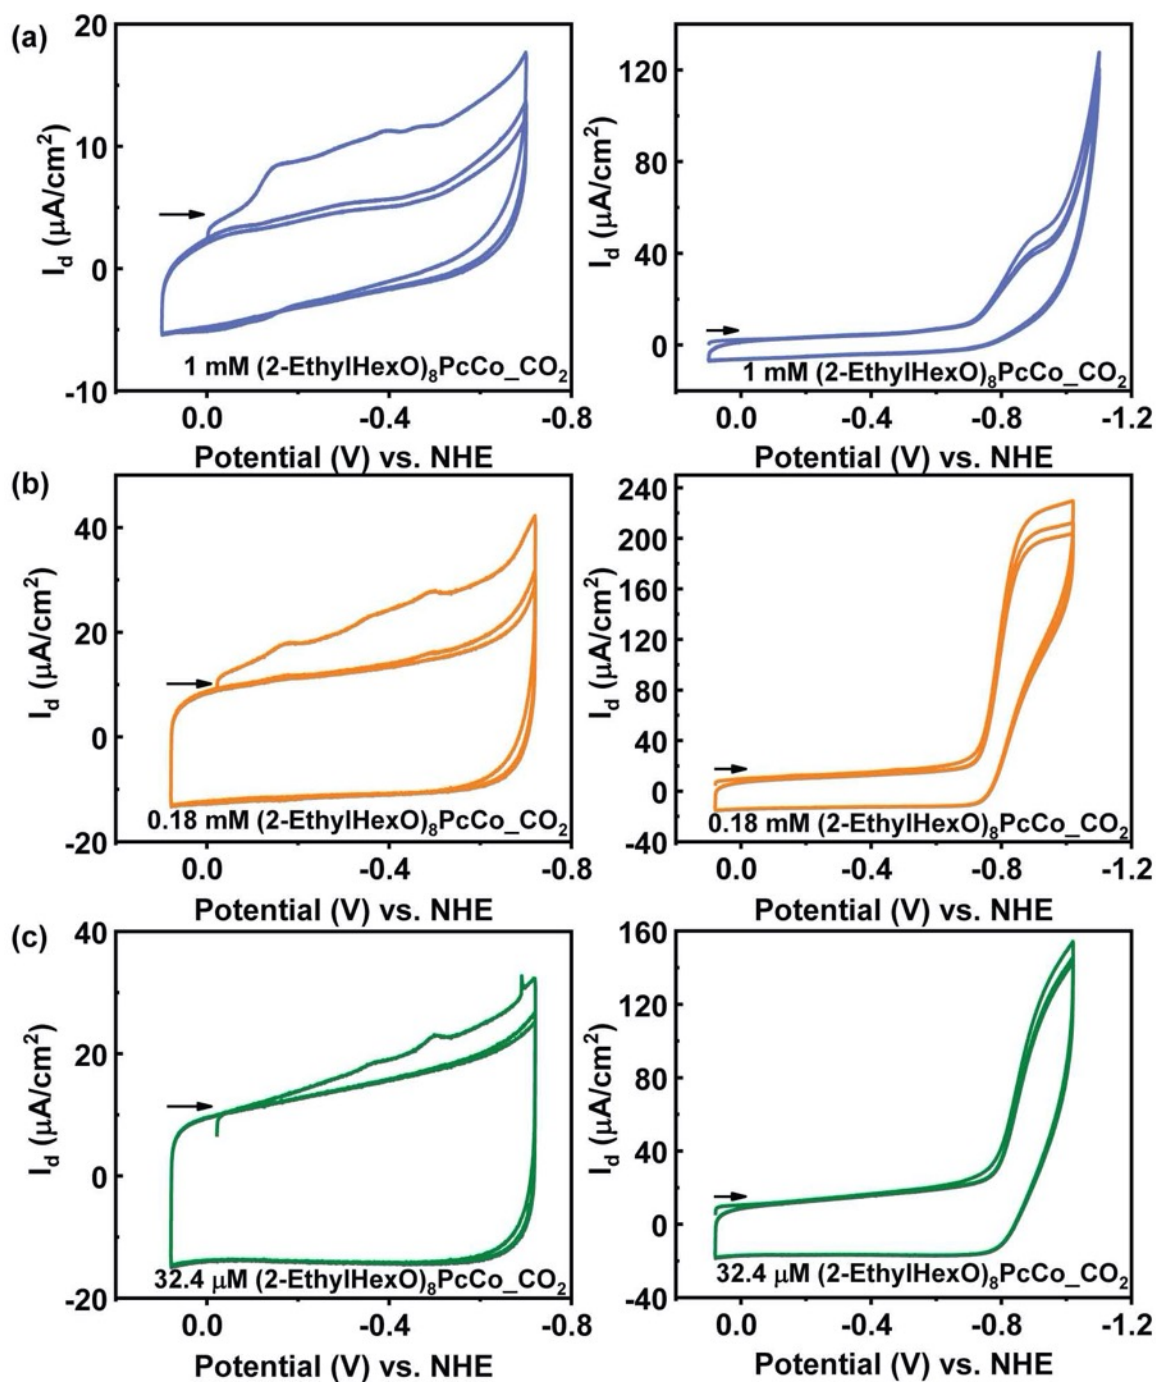 (a)
20
10
0
-10
I_d (μA/cm²)
1 mM (2-EthylHexO)₈PcCo_CO₂
0.0 -0.4 -0.8
Potential (V) vs. NHE
120
80
40
0
I_d (μA/cm²)
1 mM (2-EthylHexO)₈PcCo_CO₂
0.0 -0.4 -0.8 -1.2
Potential (V) vs. NHE
(b)
40
20
0
-20
I_d (μA/cm²)
0.18 mM (2-EthylHexO)₈PcCo_CO₂
0.0 -0.4 -0.8
Potential (V) vs. NHE
240
200
160
120
80
40
0
-40
I_d (μA/cm²)
0.18 mM (2-EthylHexO)₈PcCo_CO₂
0.0 -0.4 -0.8 -1.2
Potential (V) vs. NHE
(c)
40
20
0
-20
I_d (μA/cm²)
32.4 μM (2-EthylHexO)₈PcCo_CO₂
0.0 -0.4 -0.8
Potential (V) vs. NHE
160
120
80
40
0
-40
I_d (μA/cm²)
32.4 μM (2-EthylHexO)₈PcCo_CO₂
0.0 -0.4 -0.8 -1.2
Potential (V) vs. NHE